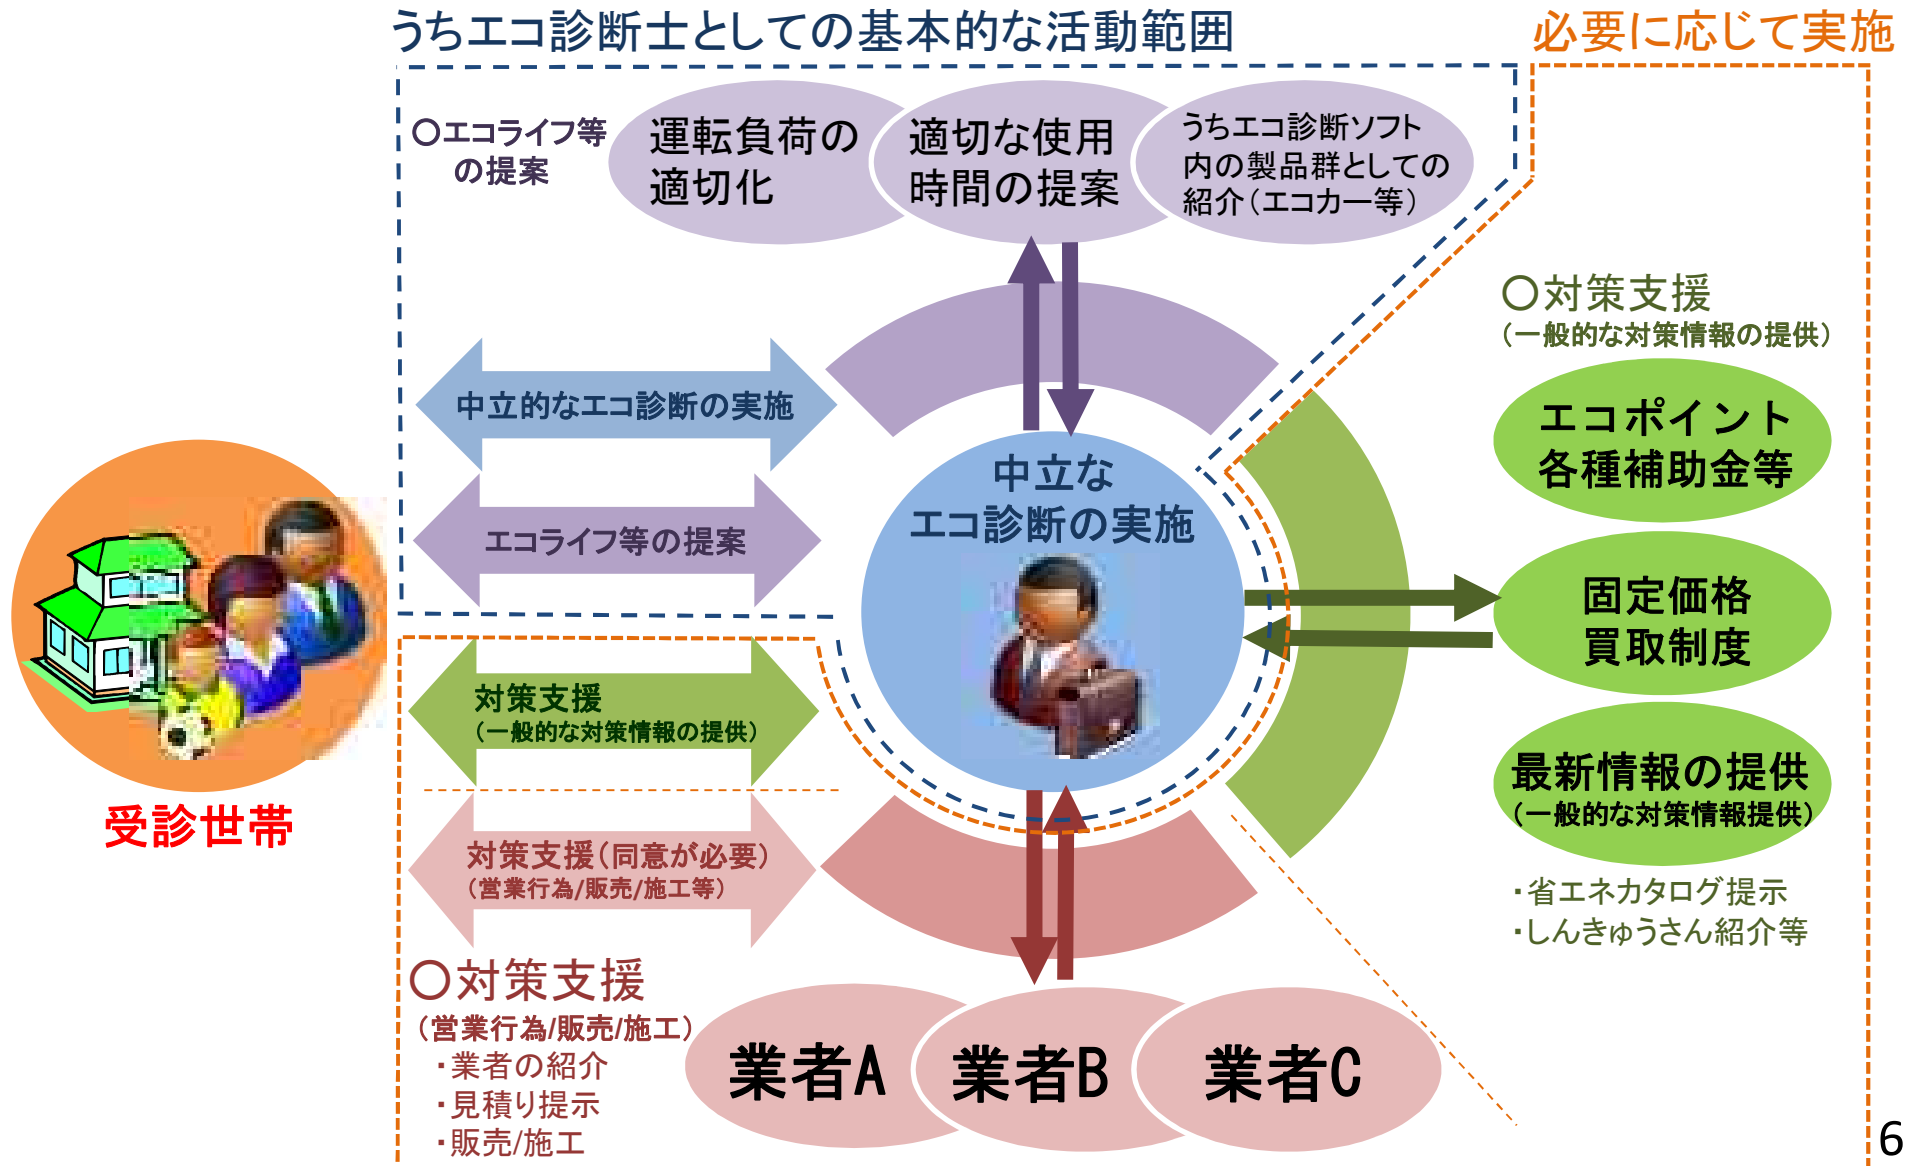 うちエコ診断士としての基本的な活動範囲
必要に応じて実施
〇エコライフ等
の提案
運転負荷の
適切化
適切な使用
時間の提案
うちエコ診断ソフト
内の製品群としての
紹介（エコカー等）
〇対策支援
（一般的な対策情報の提供）
エコポイント
各種補助金等
固定価格
買取制度
最新情報の提供
（一般的な対策情報提供）
・省エネカタログ提示
・しんきゅうさん紹介等
中立的なエコ診断の実施
エコライフ等の提案
中立な
エコ診断の実施
対策支援
（一般的な対策情報の提供）
対策支援（同意が必要）
（営業行為/販売/施工等）
受診世帯
〇対策支援
（営業行為/販売/施工）
・業者の紹介
・見積り提示
・販売/施工
業者A
業者B
業者C
6